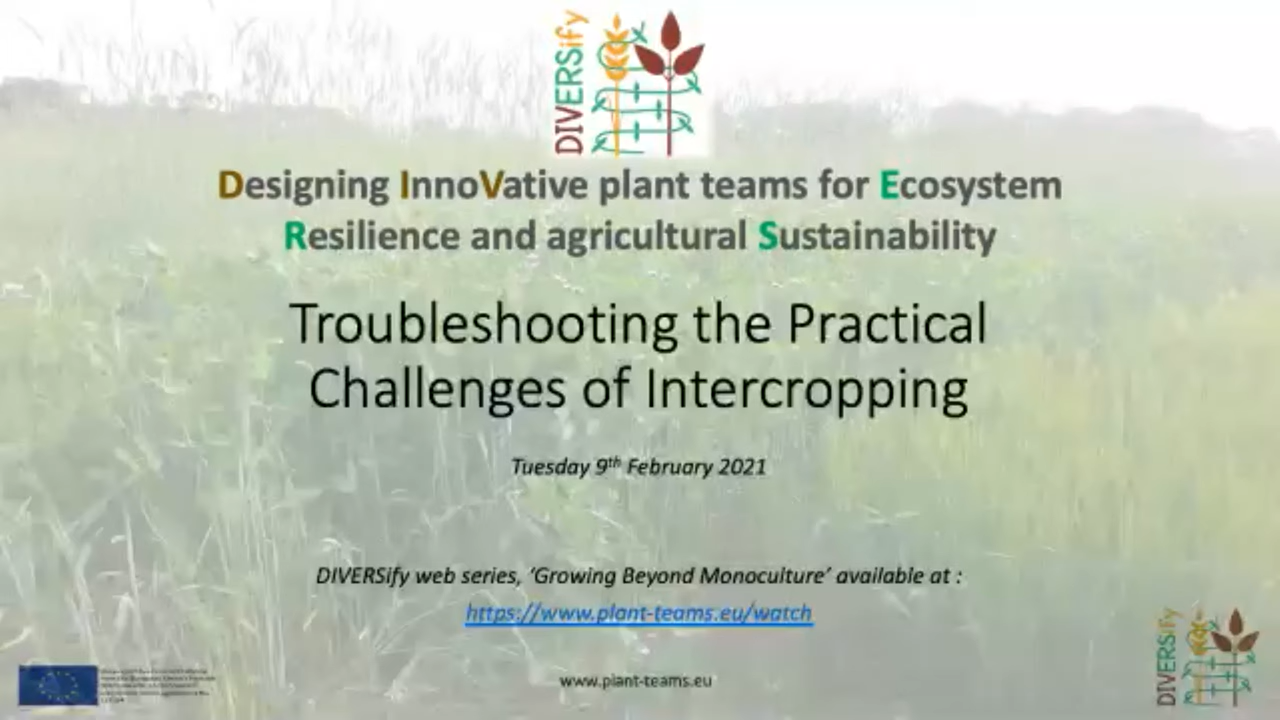 DIVERSify
Designing InnoVative plant teams for Ecosystem
Resilience and agricultural Sustainability
Troubleshooting the Practical
Challenges of Intercropping
Tuesday 9th February 2021
DIVERSify web series, ‘Growing Beyond Monoculture’ available at :
https://www.plant-teams.eu/watch
www.plant-teams.eu
DIVERSify